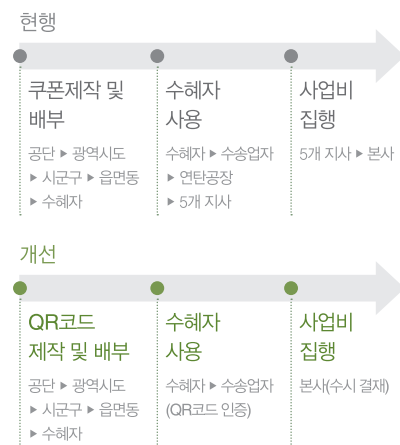 현행
쿠폰제작 및
배부
공단 ▶ 광역시도
▶ 시군구 ▶ 읍면동
▶ 수혜자
수혜자
사용
수혜자 ▶ 수송업자
▶ 연탄공장
▶ 5개 지사
사업비
집행
5개 지사 ▶ 본사
개선
QR코드
제작 및 배부
공단 ▶ 광역시도
▶ 시군구 ▶ 읍면동
▶ 수혜자
수혜자
사용
수혜자 ▶ 수송업자
(QR코드 인증)
사업비
집행
본사(수시 결재)